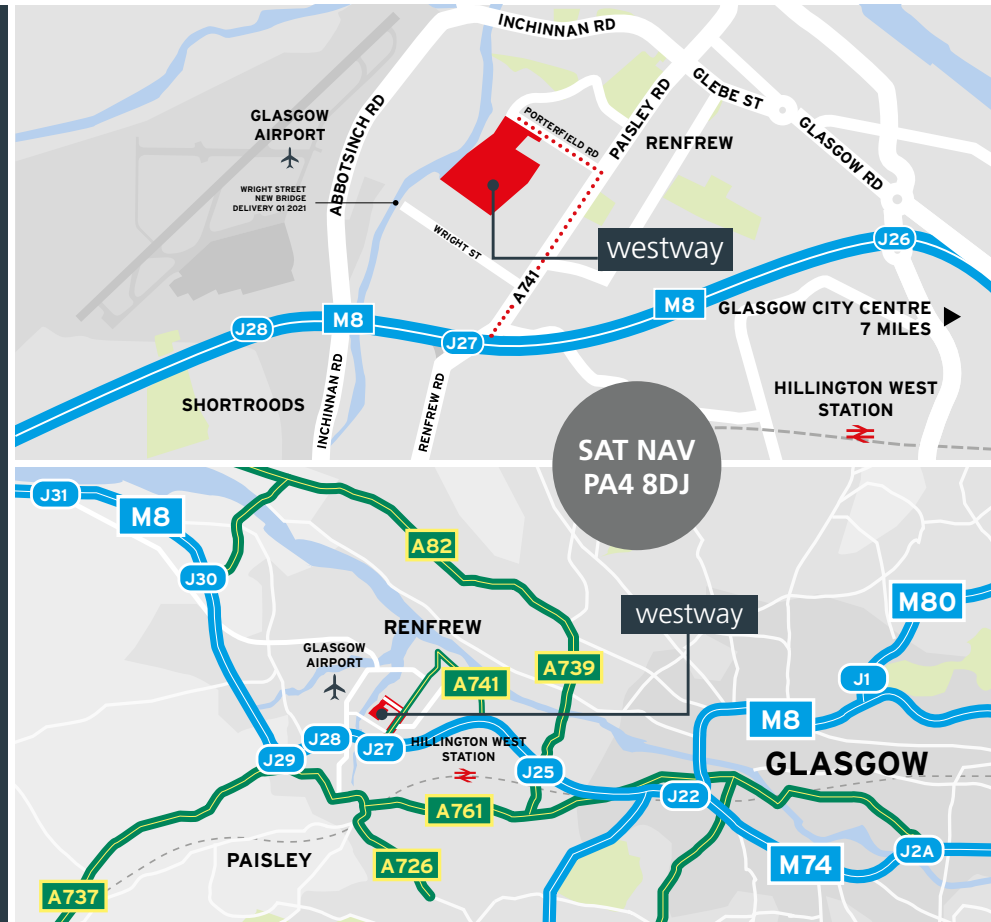 INCHINNAN RD
GLEBE ST
GLASGOW
AIRPORT
ABBOTSINCH RD
PORTERFIELD RD
PAISLEY RD
RENFREW
GLASGOW RD
WRIGHT STREET
NEW BRIDGE
DELIVERY Q1 2021
WRIGHT ST
westway
J26
A741
M8
GLASGOW CITY CENTRE
7 MILES
J28
M8
J27
INCHINNAN RD
RENFREW RD
SHORTROODS
HILLINGTON WEST
STATION
SAT NAV
PA4 8DJ
J31
M8
A82
J30
M80
westway
RENFREW
GLASGOW
AIRPORT
A739
A741
J1
M8
J28
J27
HILLINGTON WEST
STATION
J29
J25
GLASGOW
J22
A761
PAISLEY
A726
M74
J2A
A737